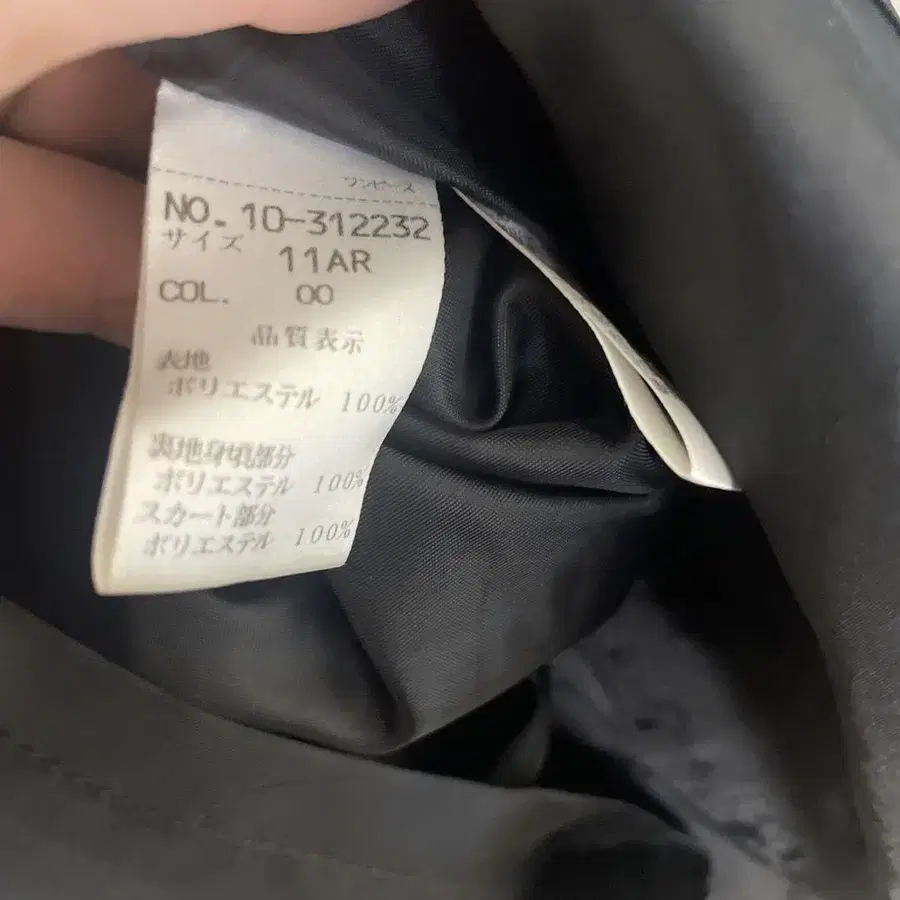 ワンピース
NO. 10-312232
サイズ 11AR
COL. 00
品質表示
表地
ポリエステル 100%
裏地身頃部分
ポリエステル 100%
スカート部分
ポリエステル 100%